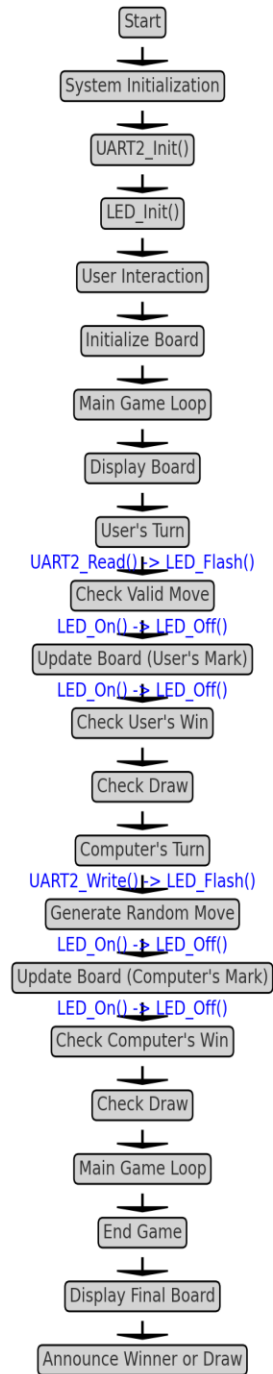 Start
System Initialization
UART2_Init()
LED_Init()
User Interaction
Initialize Board
Main Game Loop
Display Board
User's Turn
UART2_Read() -> LED_Flash()
Check Valid Move
LED_On() -> LED_Off()
Update Board (User's Mark)
LED_On() -> LED_Off()
Check User's Win
Check Draw
Computer's Turn
UART2_Write() -> LED_Flash()
Generate Random Move
LED_On() -> LED_Off()
Update Board (Computer's Mark)
LED_On() -> LED_Off()
Check Computer's Win
Check Draw
Main Game Loop
End Game
Display Final Board
Announce Winner or Draw